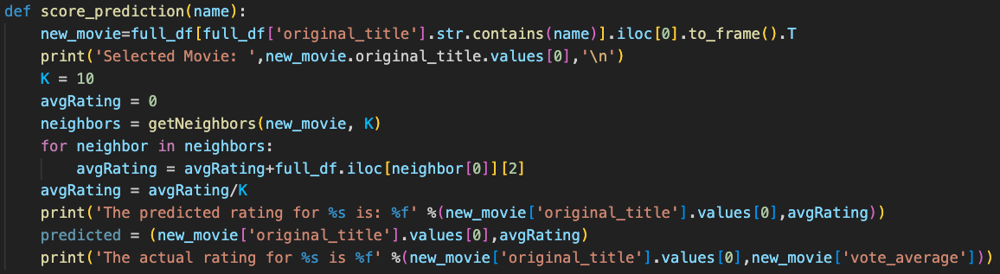 def score_prediction(name):
    new_movie=full_df[full_df['original_title'].str.contains(name)].iloc[0].to_frame().T
    print('Selected Movie: ',new_movie.original_title.values[0],'\n')
    K = 10
    avgRating = 0
    neighbors = getNeighbors(new_movie, K)
    for neighbor in neighbors:
        avgRating = avgRating+full_df.iloc[neighbor[0]][2]
    avgRating = avgRating/K
    print('The predicted rating for %s is: %f' %(new_movie['original_title'].values[0],avgRating))
    predicted = (new_movie['original_title'].values[0],avgRating)
    print('The actual rating for %s is %f' %(new_movie['original_title'].values[0],new_movie['vote_average']))